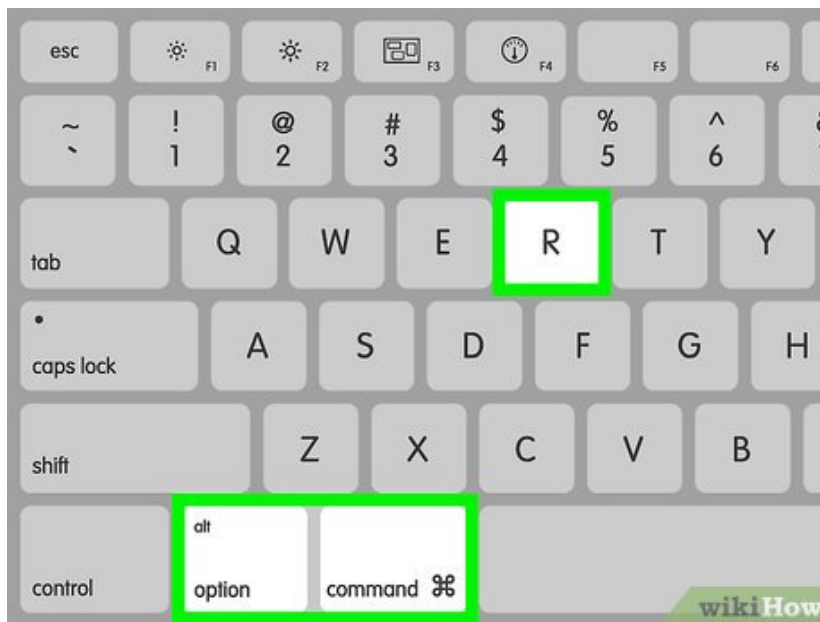 esc F1 F2 F3 F4 F5 F6
~ ! @ # $ % ^
` 1 2 3 4 5 6
tab Q W E R T Y
caps lock A S D F G H
shift Z X C V B
alt
control option command ⌘
wikiHow